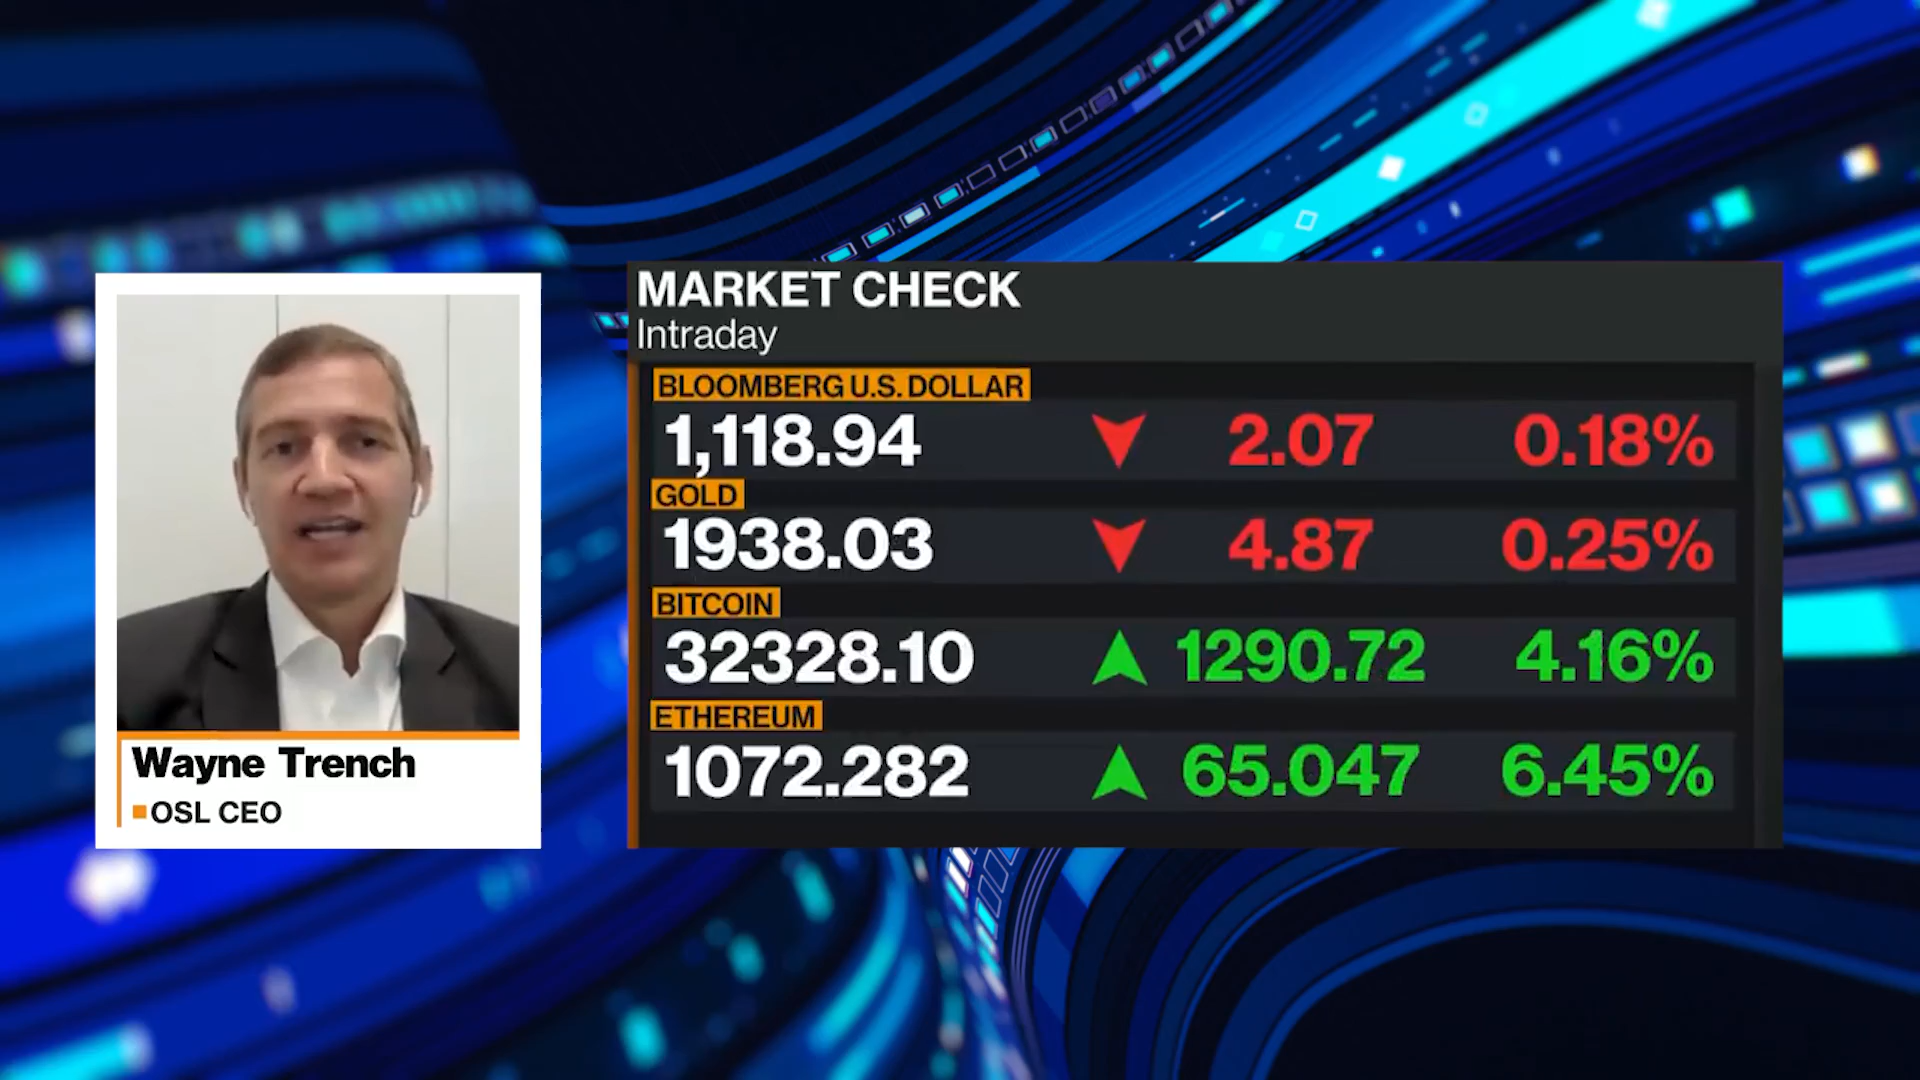 MARKET CHECK
Intraday
BLOOMBERG U.S. DOLLAR
1,118.94 2.07 0.18%
GOLD
1938.03 4.87 0.25%
BITCOIN
32328.10 1290.72 4.16%
ETHEREUM
1072.282 65.047 6.45%
Wayne Trench
OSL CEO